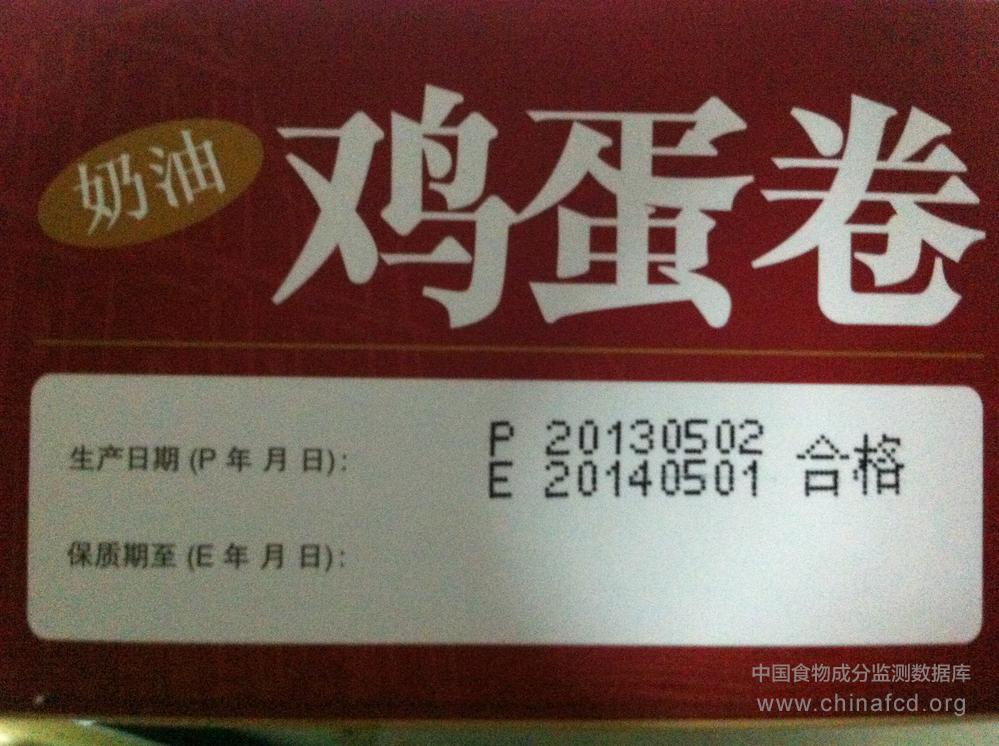 奶油
鸡蛋卷
生产日期 (P 年 月 日):
P 20130502
E 20140501
合格
保质期至 (E 年 月 日):
中国食物成分监测数据库
www.chinafcd.org